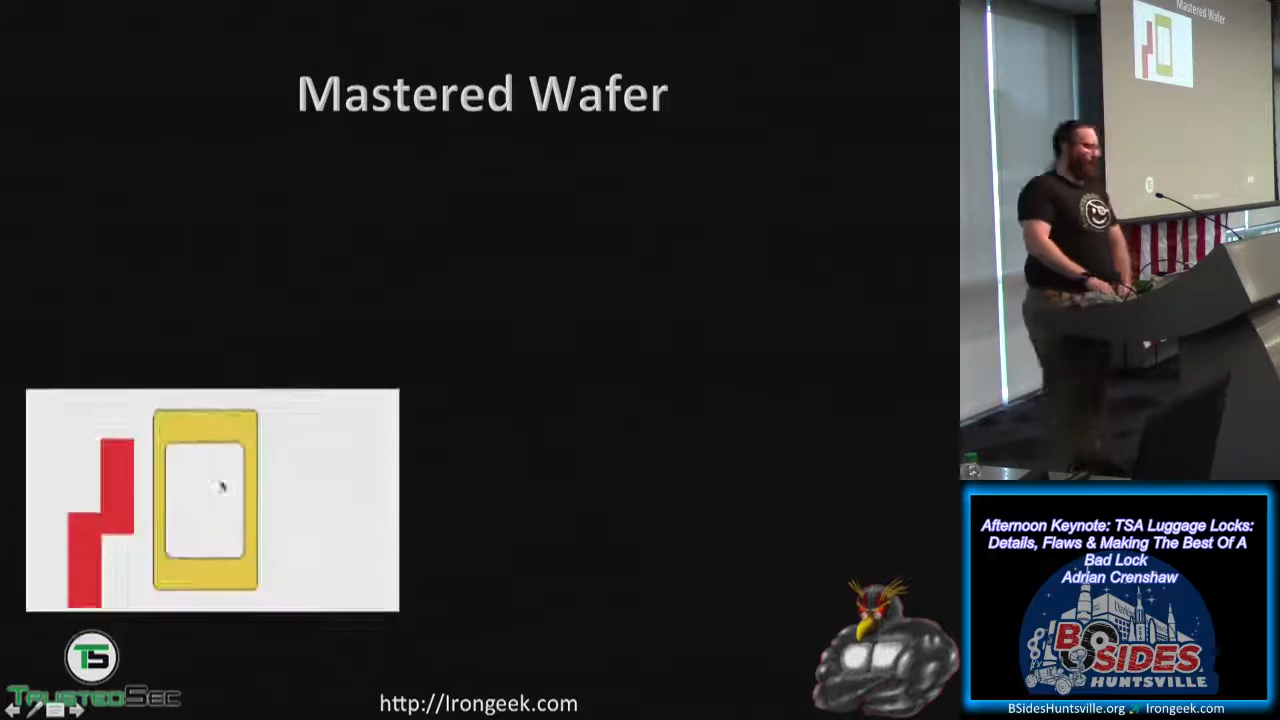 Mastered Wafer
TS
TRUSTEDSEC
http://Irongeek.com
Mastered Wafer
Afternoon Keynote: TSA Luggage Locks:
Details, Flaws & Making The Best Of A
Bad Lock
Adrian Crenshaw
BSIDES
HUNTSVILLE
BSidesHuntsville.org
Irongeek.com